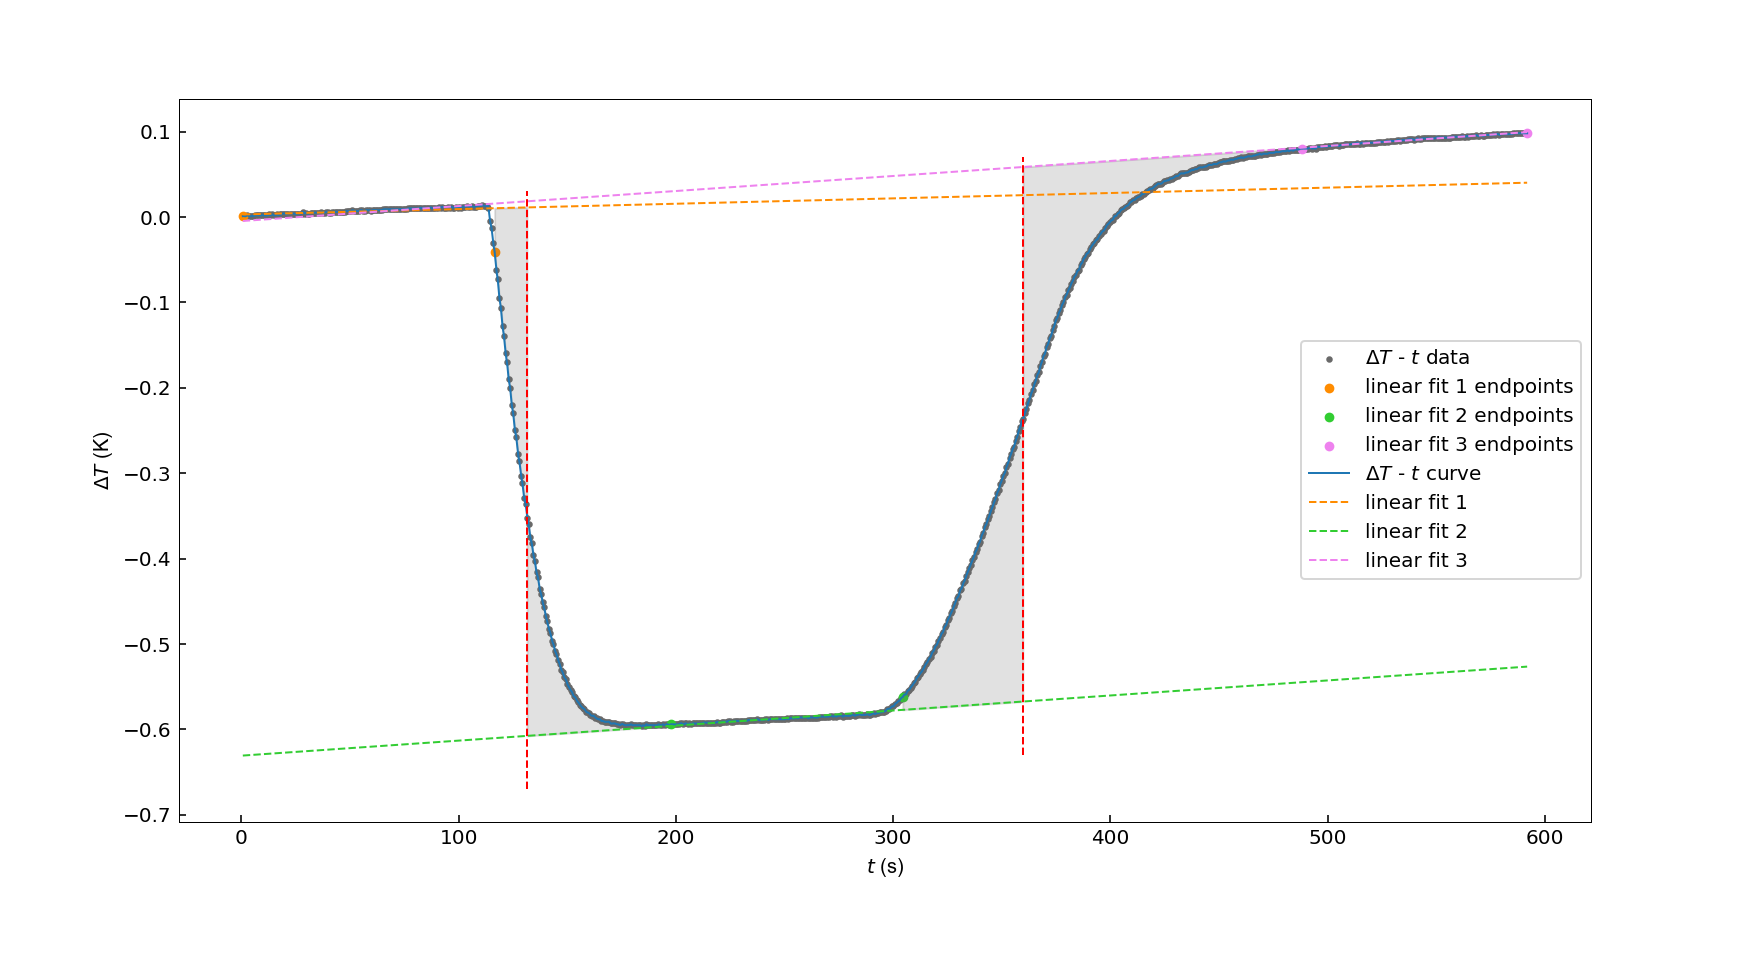 0.1
0.0
−0.1
−0.2
−0.3
−0.4
−0.5
−0.6
−0.7
ΔT (K)
0 100 200 300 400 500 600
t (s)
ΔT - t data
linear fit 1 endpoints
linear fit 2 endpoints
linear fit 3 endpoints
ΔT - t curve
linear fit 1
linear fit 2
linear fit 3